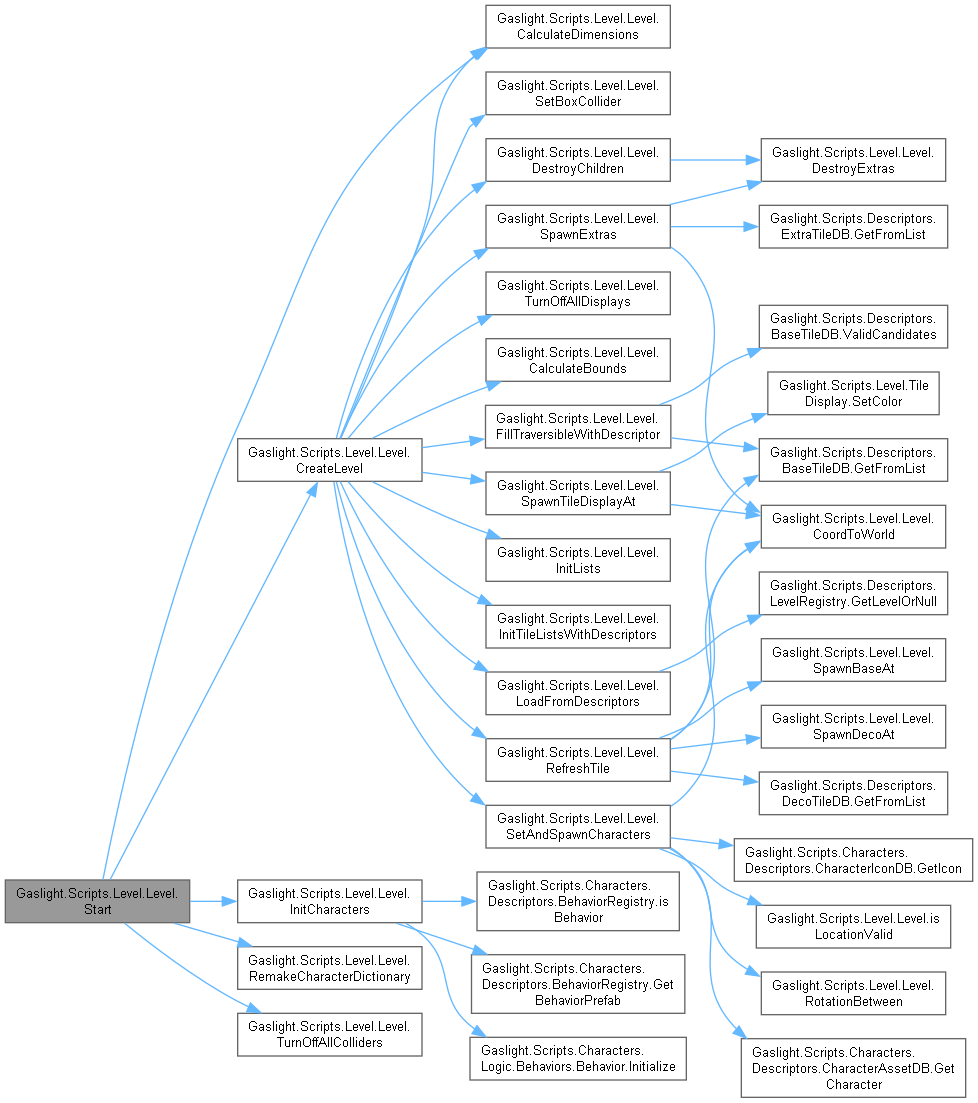 Gaslight.Scripts.Level.Level.
Start
Gaslight.Scripts.Level.Level.
CreateLevel
Gaslight.Scripts.Level.Level.
InitCharacters
Gaslight.Scripts.Level.Level.
RemakeCharacterDictionary
Gaslight.Scripts.Level.Level.
TurnOffAllColliders
Gaslight.Scripts.Level.Level.
CalculateDimensions
Gaslight.Scripts.Level.Level.
SetBoxCollider
Gaslight.Scripts.Level.Level.
DestroyChildren
Gaslight.Scripts.Level.Level.
SpawnExtras
Gaslight.Scripts.Level.Level.
TurnOffAllDisplays
Gaslight.Scripts.Level.Level.
CalculateBounds
Gaslight.Scripts.Level.Level.
FillTraversibleWithDescriptor
Gaslight.Scripts.Level.Level.
SpawnTileDisplayAt
Gaslight.Scripts.Level.Level.
InitLists
Gaslight.Scripts.Level.Level.
InitTileListsWithDescriptors
Gaslight.Scripts.Level.Level.
LoadFromDescriptors
Gaslight.Scripts.Level.Level.
RefreshTile
Gaslight.Scripts.Level.Level.
SetAndSpawnCharacters
Gaslight.Scripts.Characters.
Descriptors.BehaviorRegistry.is
Behavior
Gaslight.Scripts.Characters.
Descriptors.BehaviorRegistry.Get
BehaviorPrefab
Gaslight.Scripts.Characters.
Logic.Behaviors.Behavior.Initialize
Gaslight.Scripts.Level.Level.
DestroyExtras
Gaslight.Scripts.Descriptors.
ExtraTileDB.GetFromList
Gaslight.Scripts.Descriptors.
BaseTileDB.ValidCandidates
Gaslight.Scripts.Level.Tile
Display.SetColor
Gaslight.Scripts.Descriptors.
BaseTileDB.GetFromList
Gaslight.Scripts.Level.Level.
CoordToWorld
Gaslight.Scripts.Descriptors.
LevelRegistry.GetLevelOrNull
Gaslight.Scripts.Level.Level.
SpawnBaseAt
Gaslight.Scripts.Level.Level.
SpawnDecoAt
Gaslight.Scripts.Descriptors.
DecoTileDB.GetFromList
Gaslight.Scripts.Characters.
Descriptors.CharacterIconDB.GetIcon
Gaslight.Scripts.Level.Level.is
LocationValid
Gaslight.Scripts.Level.Level.
RotationBetween
Gaslight.Scripts.Characters.
Descriptors.CharacterAssetDB.Get
Character